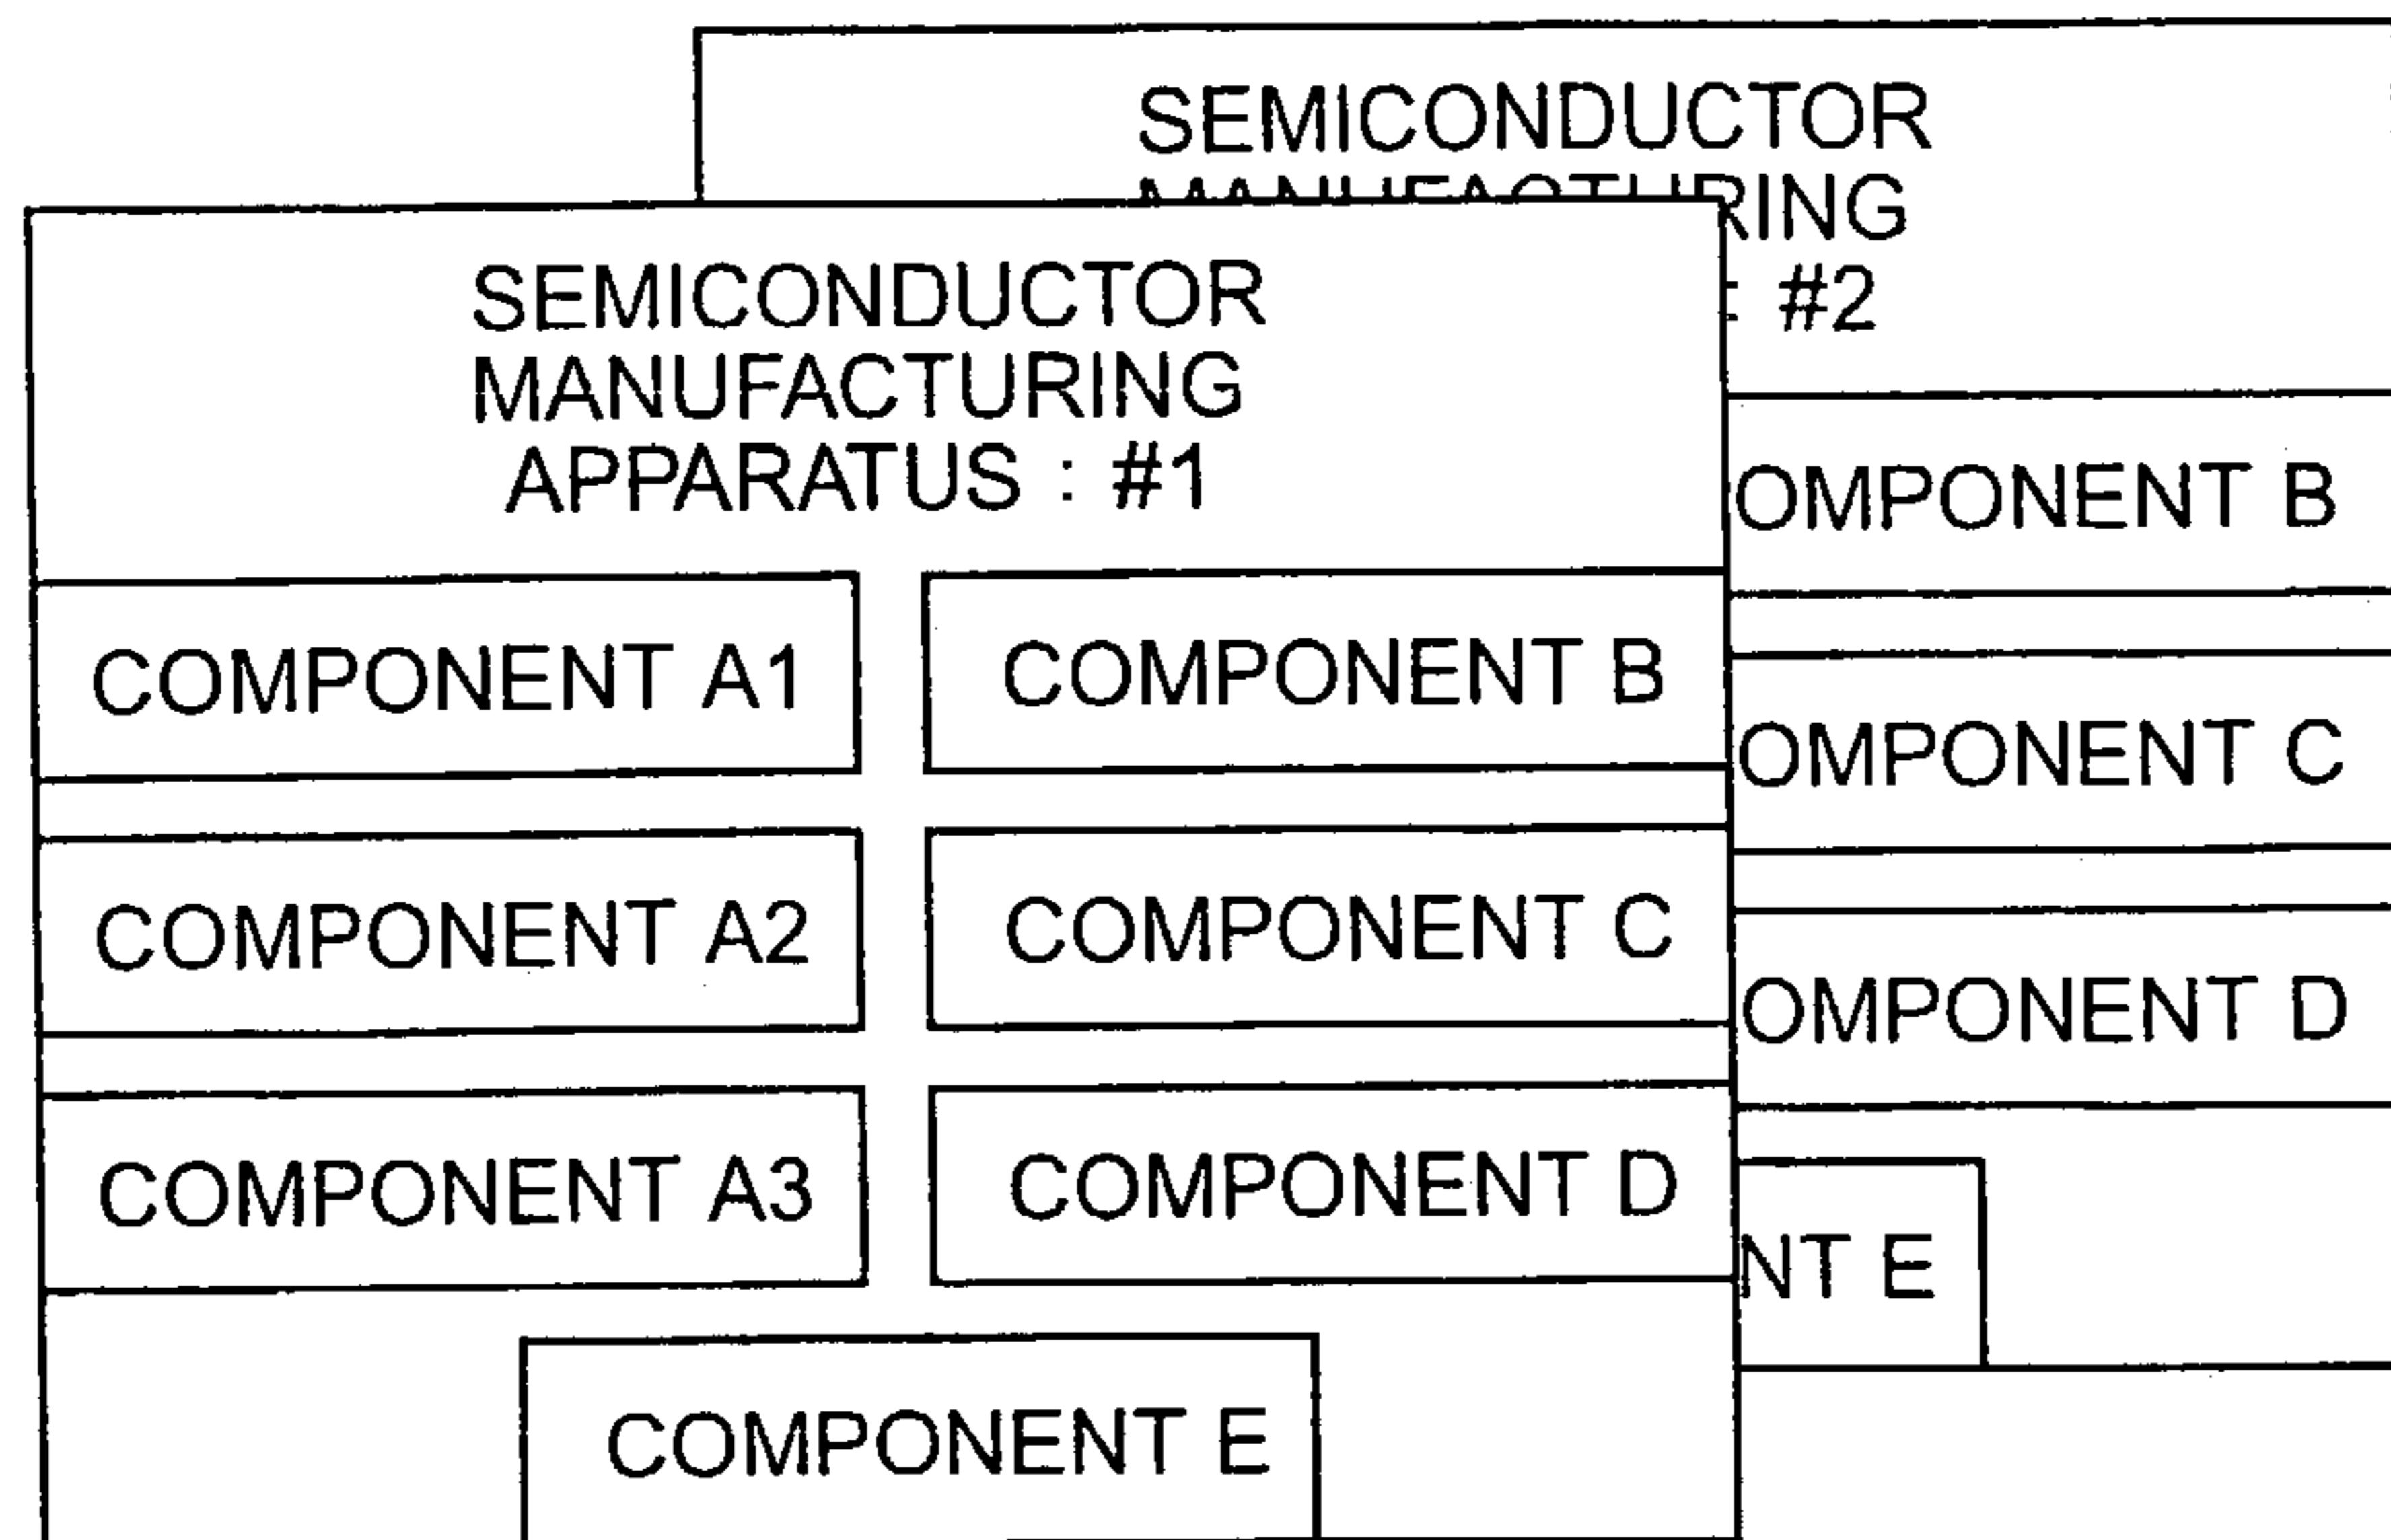 SEMICONDUCTOR
RING
: #2
SEMICONDUCTOR
MANUFACTURING
APPARATUS : #1
COMPONENT A1
COMPONENT B
COMPONENT A2
COMPONENT C
COMPONENT A3
COMPONENT D
COMPONENT E
OMPONENT B
OMPONENT C
OMPONENT D
NT E